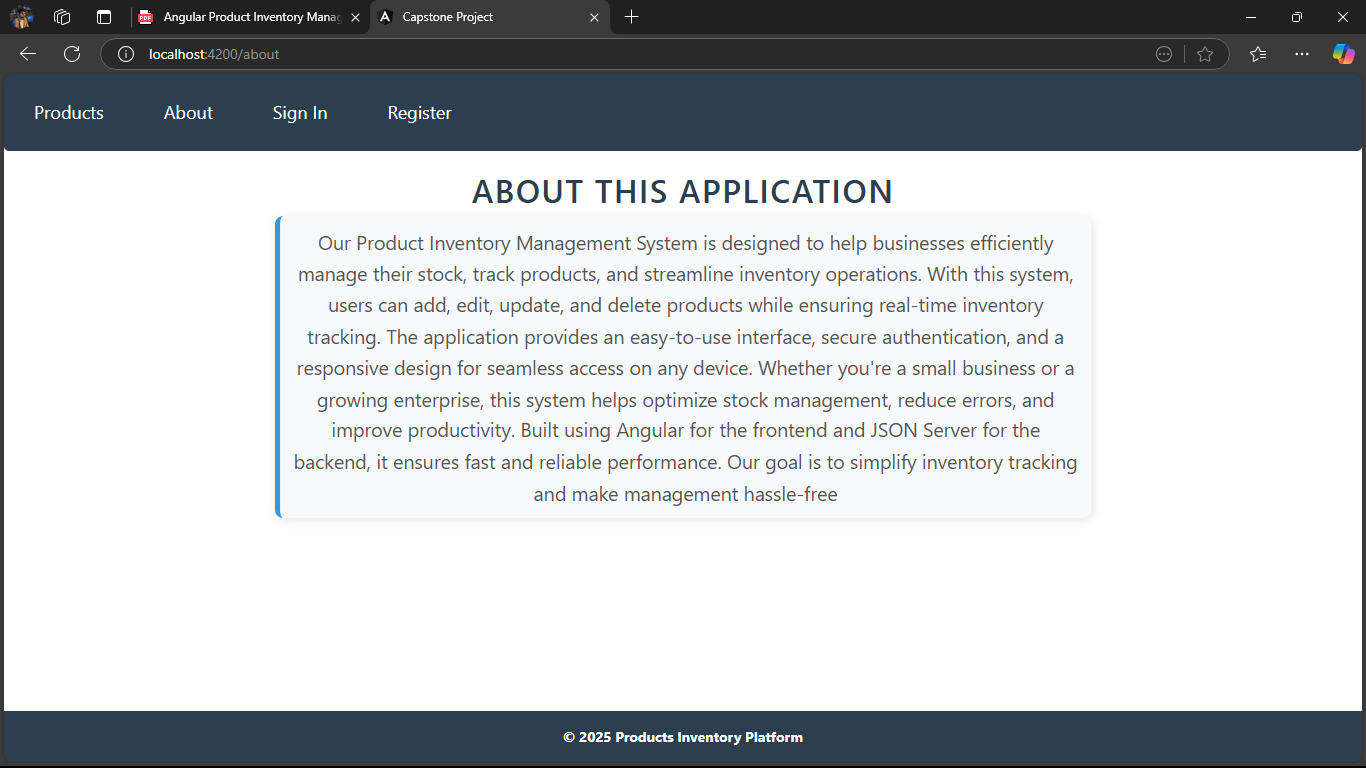 Angular Product Inventory Manag
Capstone Project
localhost:4200/about
Products
About
Sign In
Register
ABOUT THIS APPLICATION
Our Product Inventory Management System is designed to help businesses efficiently
manage their stock, track products, and streamline inventory operations. With this system,
users can add, edit, update, and delete products while ensuring real-time inventory
tracking. The application provides an easy-to-use interface, secure authentication, and a
responsive design for seamless access on any device. Whether you're a small business or a
growing enterprise, this system helps optimize stock management, reduce errors, and
improve productivity. Built using Angular for the frontend and JSON Server for the
backend, it ensures fast and reliable performance. Our goal is to simplify inventory tracking
and make management hassle-free
© 2025 Products Inventory Platform